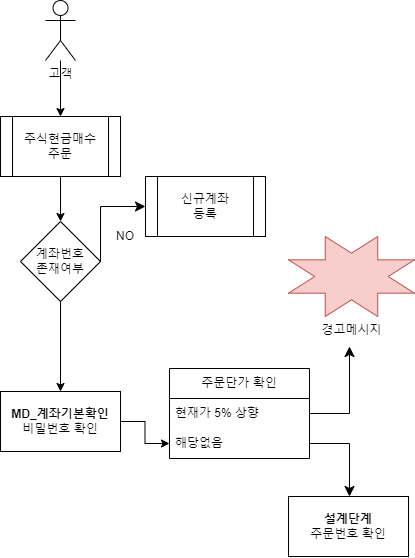 고객
주식현금매수
주문
신규계좌
등록
NO
계좌번호
존재여부
경고메시지
주문단가 확인
현재가 5% 상향
해당없음
MD_계좌기본확인
비밀번호 확인
설계단계
주문번호 확인